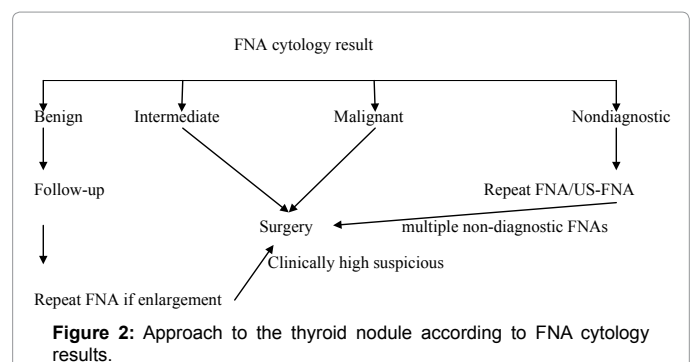 FNA cytology result
Benign Intermediate Malignant Nondiagnostic
Follow-up Repeat FNA/US-FNA
Surgery multiple non-diagnostic FNAs
Clinically high suspicious
Repeat FNA if enlargement
Figure 2: Approach to the thyroid nodule according to FNA cytology
results.